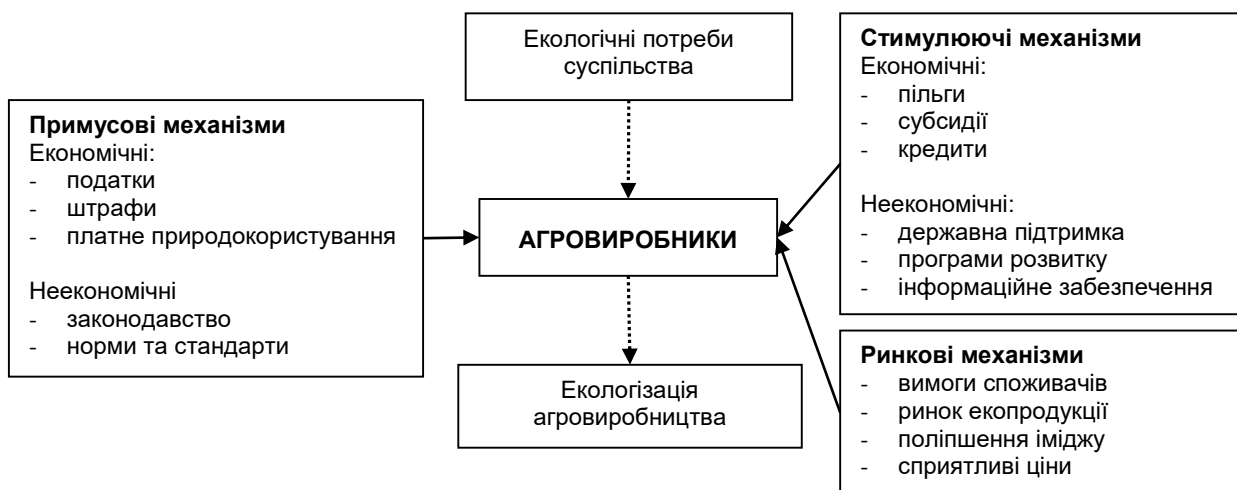 Екологічні потреби
суспільства
Примусові механізми
Економічні:
- податки
- штрафи
- платне природокористування
Неекономічні
- законодавство
- норми та стандарти
АГРОВИРОБНИКИ
Екологізація
агровиробництва
Стимулюючі механізми
Економічні:
- пільги
- субсидії
- кредити
Неекономічні:
- державна підтримка
- програми розвитку
- інформаційне забезпечення
Ринкові механізми
- вимоги споживачів
- ринок екопродукції
- поліпшення іміджу
- сприятливі ціни